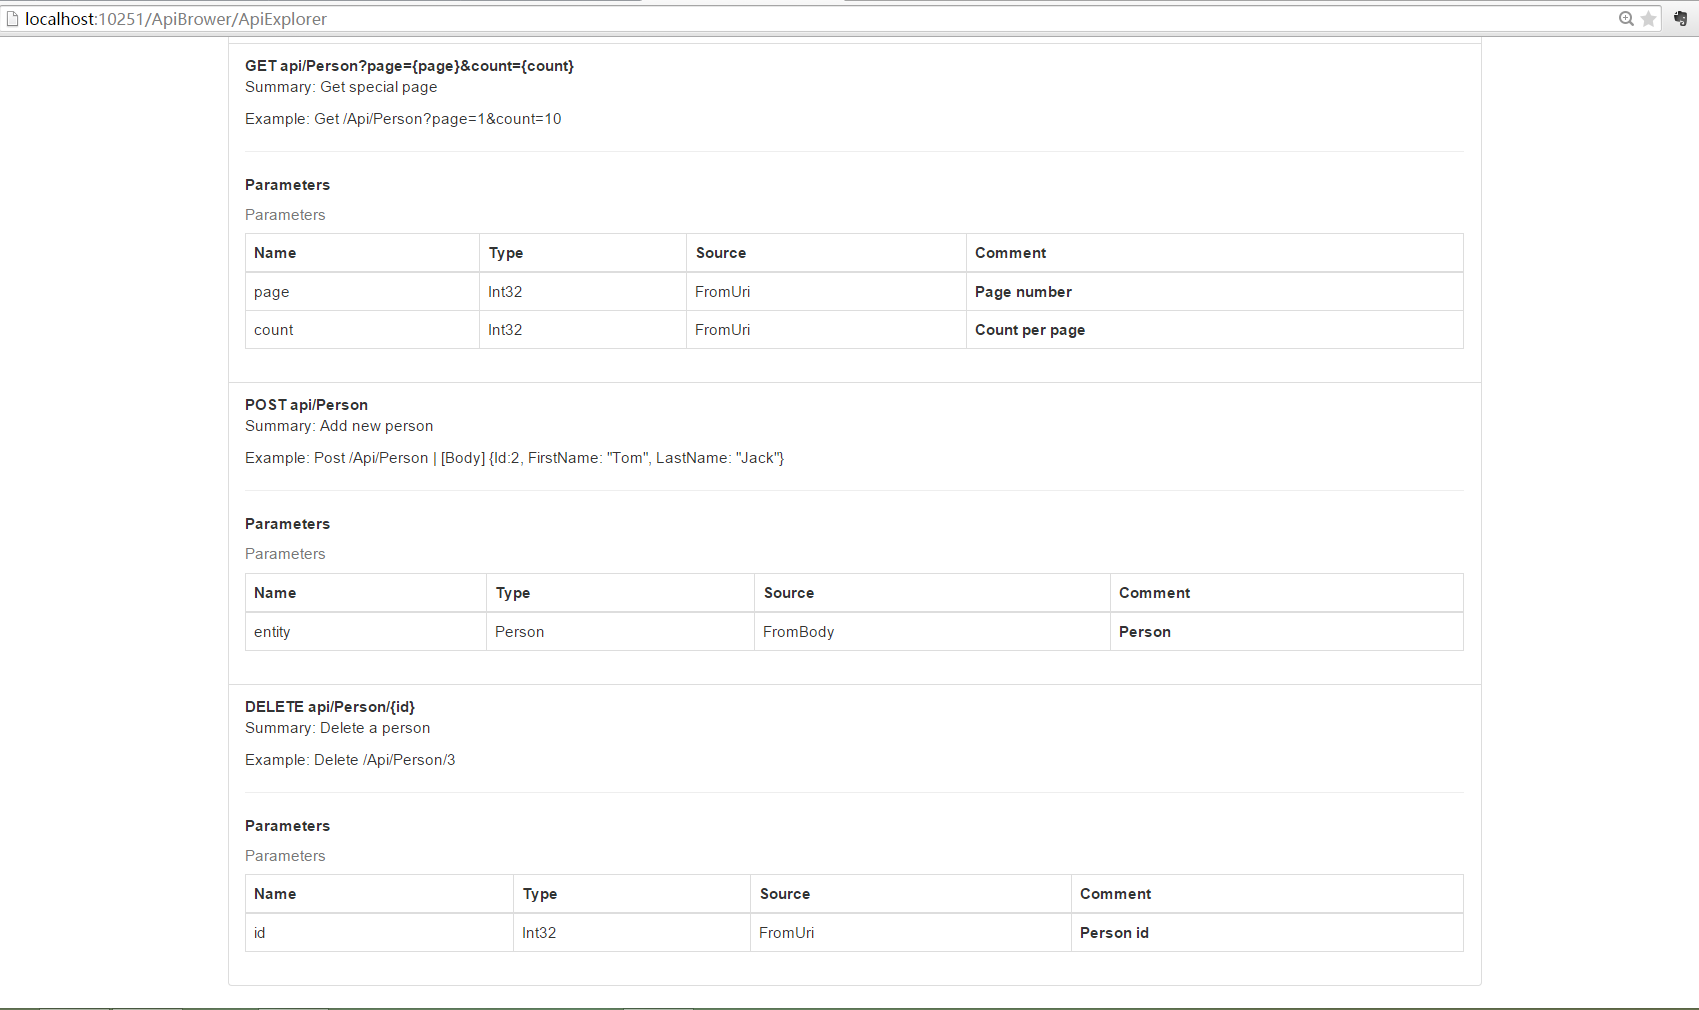 localhost:10251/ApiBrower/ApiExplorer
GET api/Person?page={page}&count={count}
Summary: Get special page
Example: Get /Api/Person?page=1&count=10
Parameters
Parameters
Name Type Source Comment
page Int32 FromUri Page number
count Int32 FromUri Count per page
POST api/Person
Summary: Add new person
Example: Post /Api/Person | [Body] {Id:2, FirstName: "Tom", LastName: "Jack"}
Parameters
Parameters
Name Type Source Comment
entity Person FromBody Person
DELETE api/Person/{id}
Summary: Delete a person
Example: Delete /Api/Person/3
Parameters
Parameters
Name Type Source Comment
id Int32 FromUri Person id